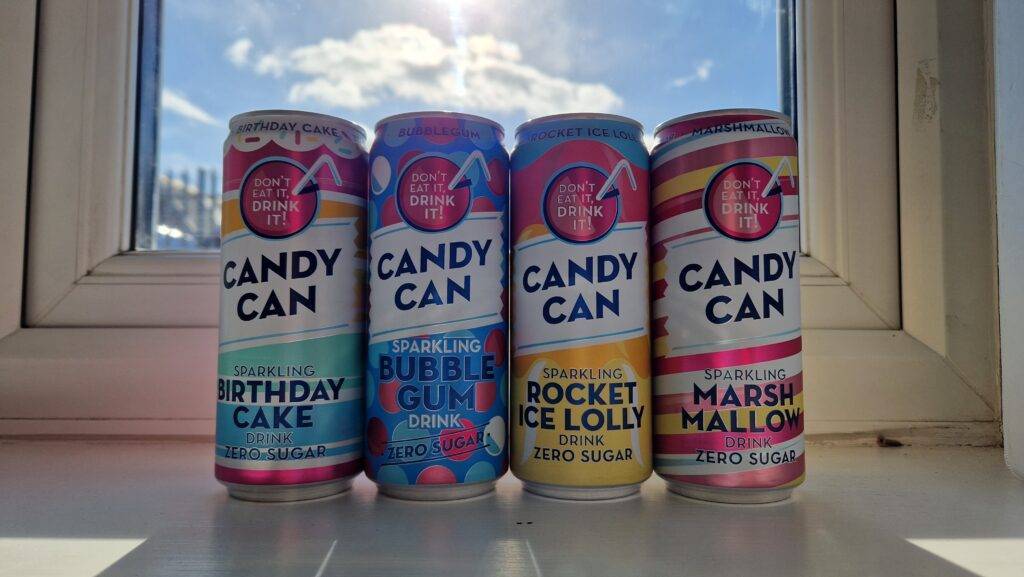 BIRTHDAY CAKE
DON'T
EAT IT,
DRINK
IT!
CANDY
CAN
SPARKLING
BIRTHDAY
CAKE
DRINK
ZERO SUGAR
BUBBLEGUM
DON'T
EAT IT,
DRINK
IT!
CANDY
CAN
SPARKLING
BUBBLE
GUM
DRINK
ZERO SUGAR
ROCKET ICE LOLLY
DON'T
EAT IT,
DRINK
IT!
CANDY
CAN
SPARKLING
ROCKET
ICE LOLLY
DRINK
ZERO SUGAR
MARSHMALLOW
DON'T
EAT IT,
DRINK
IT!
CANDY
CAN
SPARKLING
MARSH
MALLOW
DRINK
ZERO SUGAR